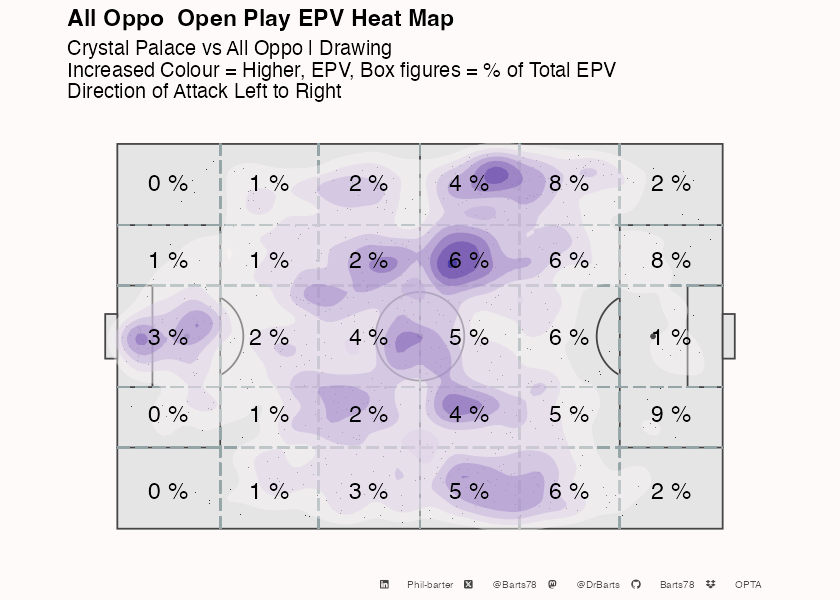 All Oppo  Open Play EPV Heat Map
Crystal Palace vs All Oppo | Drawing
Increased Colour = Higher, EPV, Box figures = % of Total EPV
Direction of Attack Left to Right
0 % 1 % 2 % 4 % 8 % 2 %
1 % 1 % 2 % 6 % 6 % 8 %
3 % 2 % 4 % 5 % 6 % 1 %
0 % 1 % 2 % 4 % 5 % 9 %
0 % 1 % 3 % 5 % 6 % 2 %
Phil-barter @Barts78 @DrBarts Barts78 OPTA